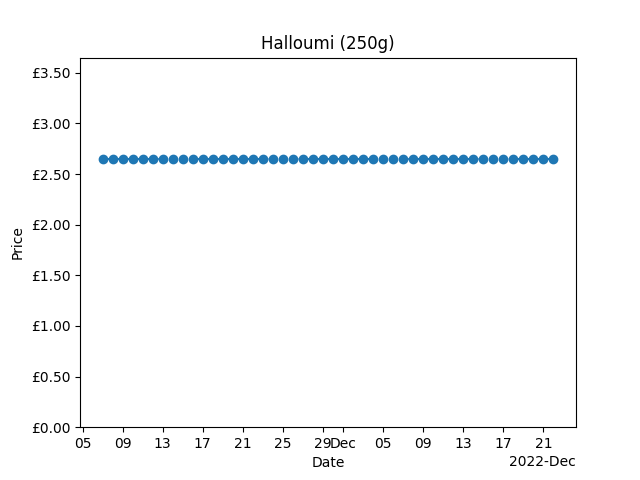 Halloumi (250g)
£3.50
£3.00
£2.50
£2.00
£1.50
£1.00
£0.50
£0.00
Price
05 09 13 17 21 25 29 Dec 05 09 13 17 21
Date
2022-Dec